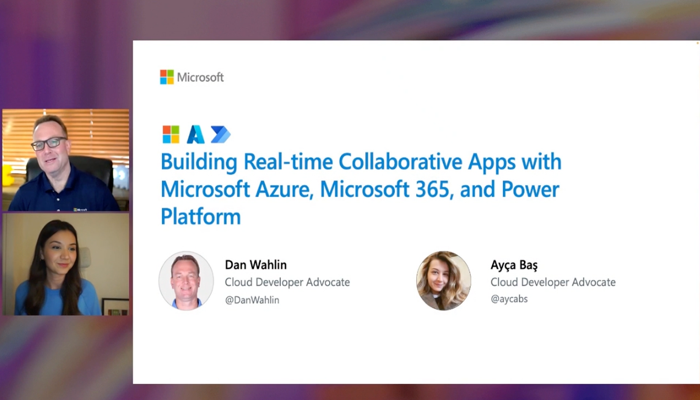 Microsoft
Building Real-time Collaborative Apps with
Microsoft Azure, Microsoft 365, and Power
Platform
Dan Wahlin
Cloud Developer Advocate
@DanWahlin
Ayça Baş
Cloud Developer Advocate
@aycabs